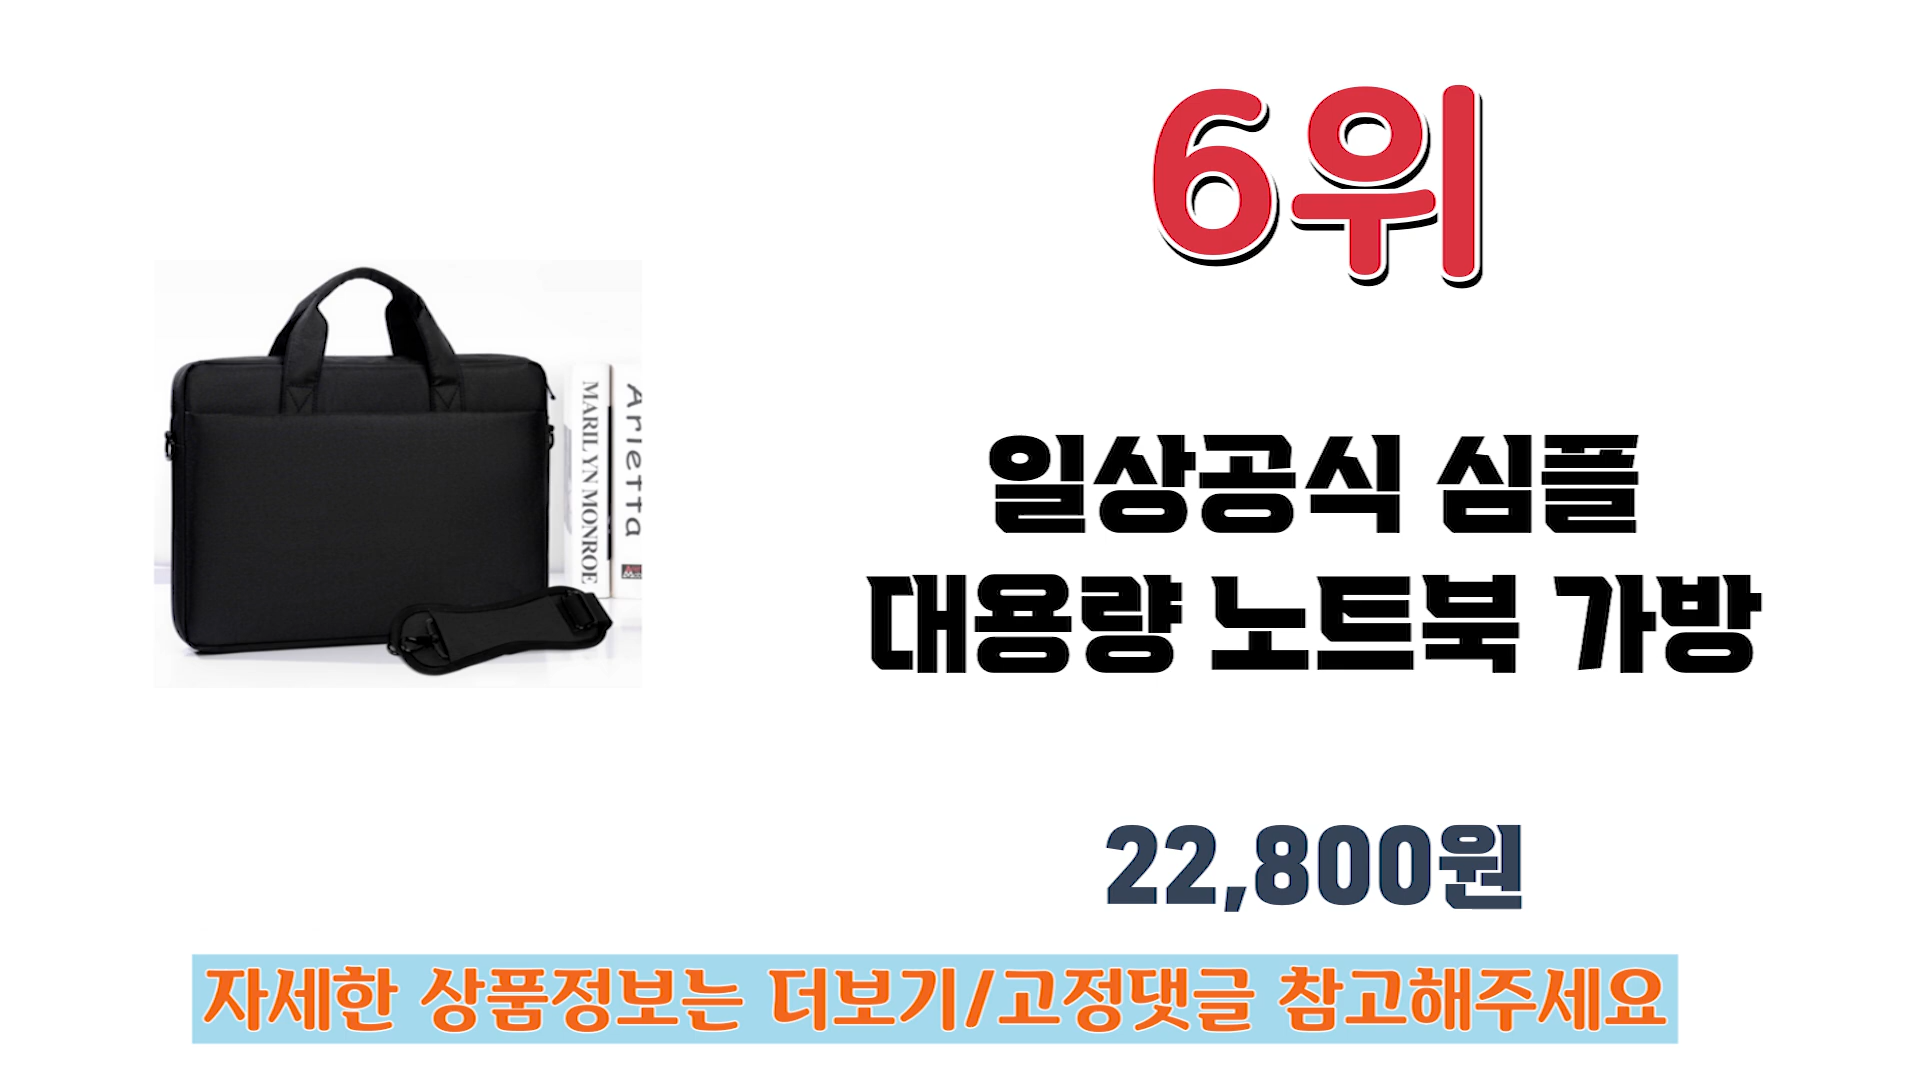 6위
MARILYN MONROE
Arietta
일상공식 심플
대용량 노트북 가방
22,800원
자세한 상품정보는 더보기/고정댓글 참고해주세요